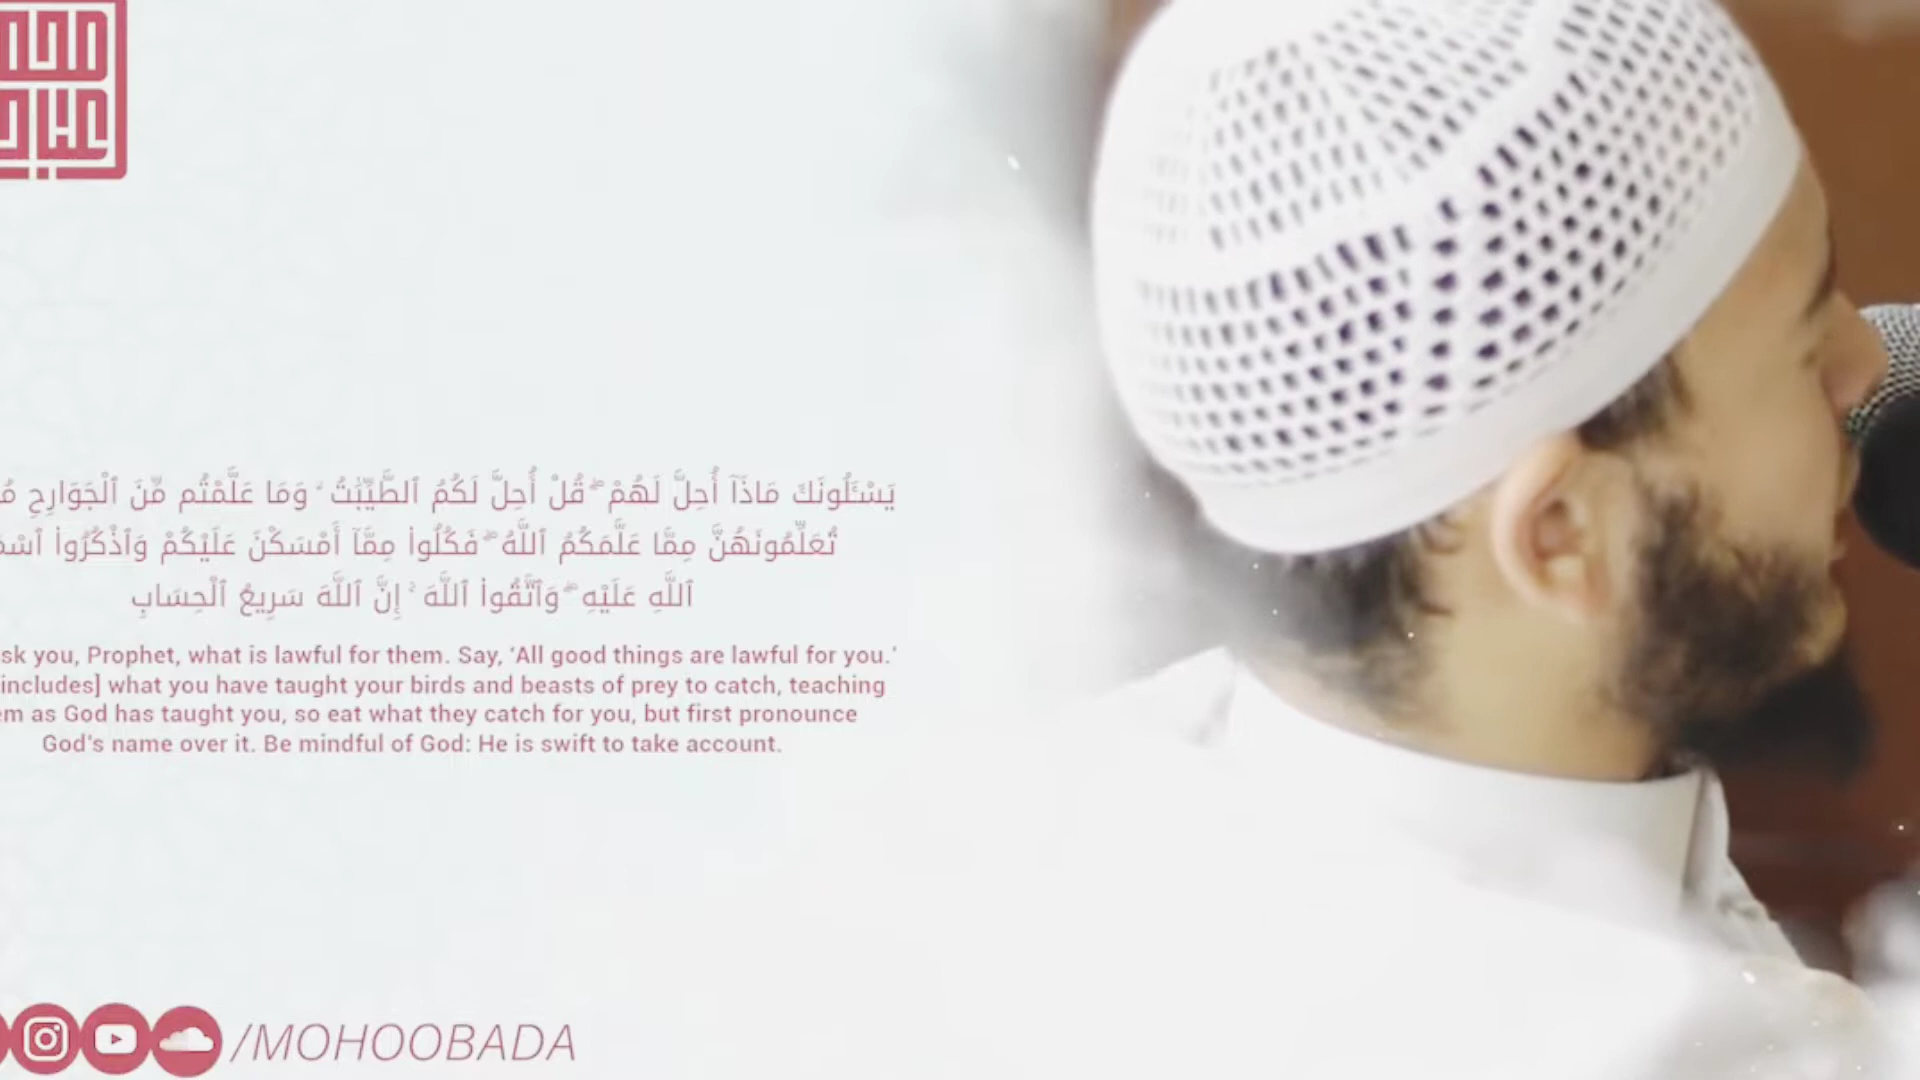 محمد
عبادة
يَسْـَٔلُونَكَ مَاذَآ أُحِلَّ لَهُمْ ۖ قُلْ أُحِلَّ لَكُمُ ٱلطَّيِّبَٰتُ ۙ وَمَا عَلَّمْتُم مِّنَ ٱلْجَوَارِحِ
تُعَلِّمُونَهُنَّ مِمَّا عَلَّمَكُمُ ٱللَّهُ ۖ فَكُلُوا۟ مِمَّآ أَمْسَكْنَ عَلَيْكُمْ وَٱذْكُرُوا۟
ٱللَّهِ عَلَيْهِ ۖ وَٱتَّقُوا۟ ٱللَّهَ ۚ إِنَّ ٱللَّهَ سَرِيعُ ٱلْحِسَابِ
sk you, Prophet, what is lawful for them. Say, ‘All good things are lawful for you.’
includes] what you have taught your birds and beasts of prey to catch, teaching
em as God has taught you, so eat what they catch for you, but first pronounce
God’s name over it. Be mindful of God: He is swift to take account.
/MOHOOBADA